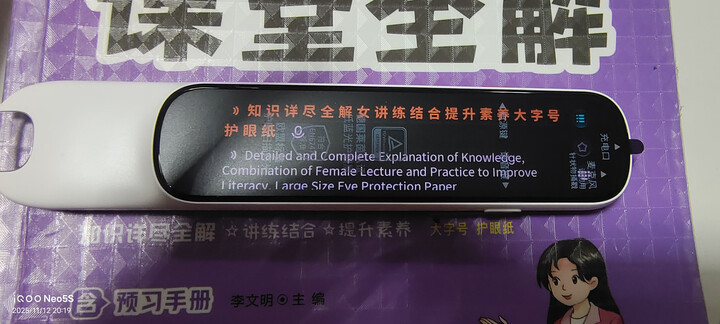 课堂全解
知识详尽全解女讲练结合提升素养大字号
护眼纸
Detailed and Complete Explanation of Knowledge,
Combination of Female Lecture and Practice to Improve
Literacy, Large Size Eye Protection Paper
充电口
麦克风
知识详尽全解 ☆讲练结合 ☆提升素养 大字号 护眼纸
含 预习手册 李文明 ◎ 主 编
iQOO Neo5S
2025/11/12 20:19